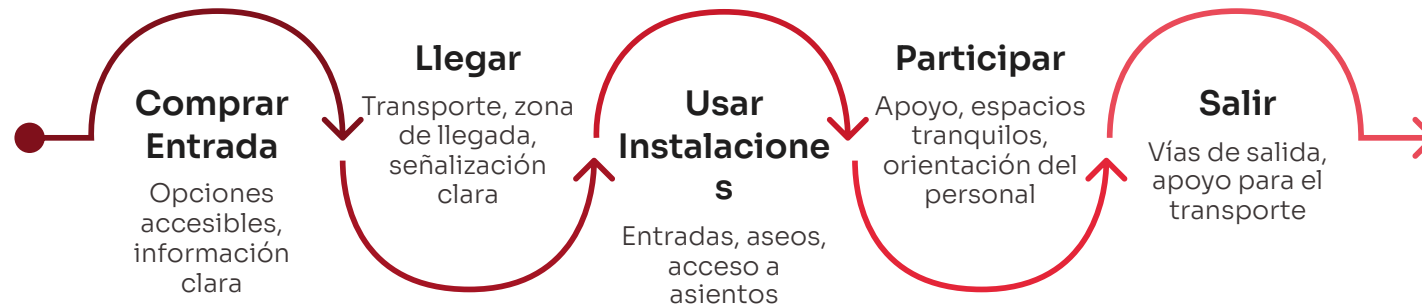 Comprar
Entrada
Opciones
accesibles,
información
clara
Llegar
Transporte, zona
de llegada,
señalización
clara
Usar
Instalacione
s
Entradas, aseos,
acceso a
asientos
Participar
Apoyo, espacios
tranquilos,
orientación del
personal
Salir
Vías de salida,
apoyo para el
transporte